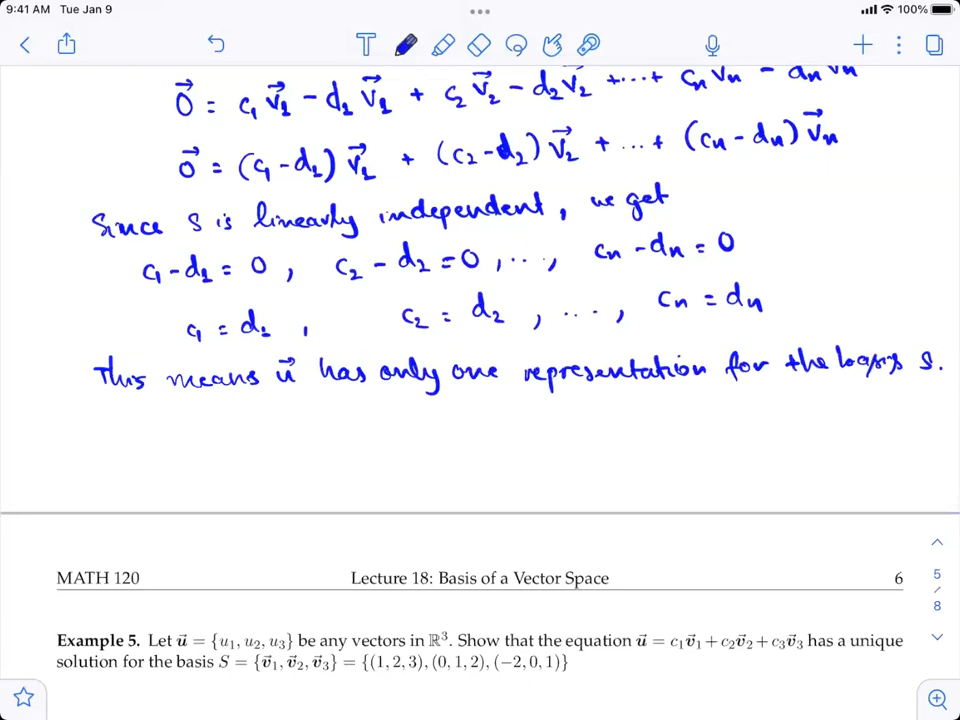 9:41 AM Tue Jan 9 100%
T
0⃗ = c₁v⃗₁ - d₁v⃗₁ + c₂v⃗₂ - d₂v⃗₂ + ... + cₙv⃗ₙ - dₙv⃗ₙ
0⃗ = (c₁ - d₁) v⃗₁ + (c₂ - d₂) v⃗₂ + ... + (cₙ - dₙ) v⃗ₙ
Since S is linearly independent, we get
c₁ - d₁ = 0, c₂ - d₂ = 0, ..., cₙ - dₙ = 0
c₁ = d₁, c₂ = d₂, ..., cₙ = dₙ
This means u⃗ has only one representation for the basis S.
MATH 120 Lecture 18: Basis of a Vector Space 6
5
/
8
Example 5. Let u⃗ = {u₁, u₂, u₃} be any vectors in ℝ³. Show that the equation u⃗ = c₁v⃗₁ + c₂v⃗₂ + c₃v⃗₃ has a unique
solution for the basis S = {v⃗₁, v⃗₂, v⃗₃} = {(1, 2, 3), (0, 1, 2), (−2, 0, 1)}